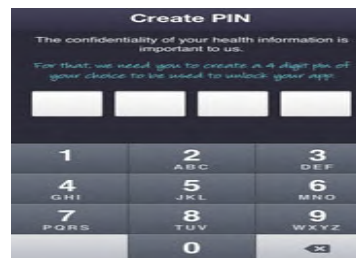 Create PIN
The confidentiality of your health information is
important to us.
For that, we need you to create a 4 digit pin of
your choice to be used to unlock your app.
1 2 3
ABC DEF
4 5 6
GHI JKL MNO
7 8 9
PQRS TUV WXYZ
0